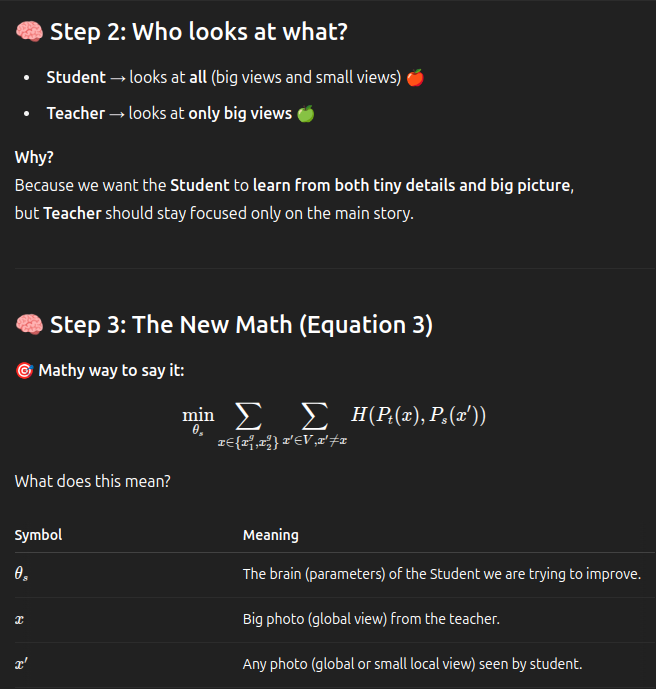 🧠 Step 2: Who looks at what?
• Student → looks at all (big views and small views) 🍎
• Teacher → looks at only big views 🍏
Why?
Because we want the Student to learn from both tiny details and big picture,
but Teacher should stay focused only on the main story.
🧠 Step 3: The New Math (Equation 3)
🎯 Mathy way to say it:
min_{θ_s} ∑_{x∈{x_1^g,x_2^g}} ∑_{x′∈V,x′≠x} H(P_t(x), P_s(x′))
What does this mean?
Symbol Meaning
θ_s The brain (parameters) of the Student we are trying to improve.
x Big photo (global view) from the teacher.
x′ Any photo (global or small local view) seen by student.